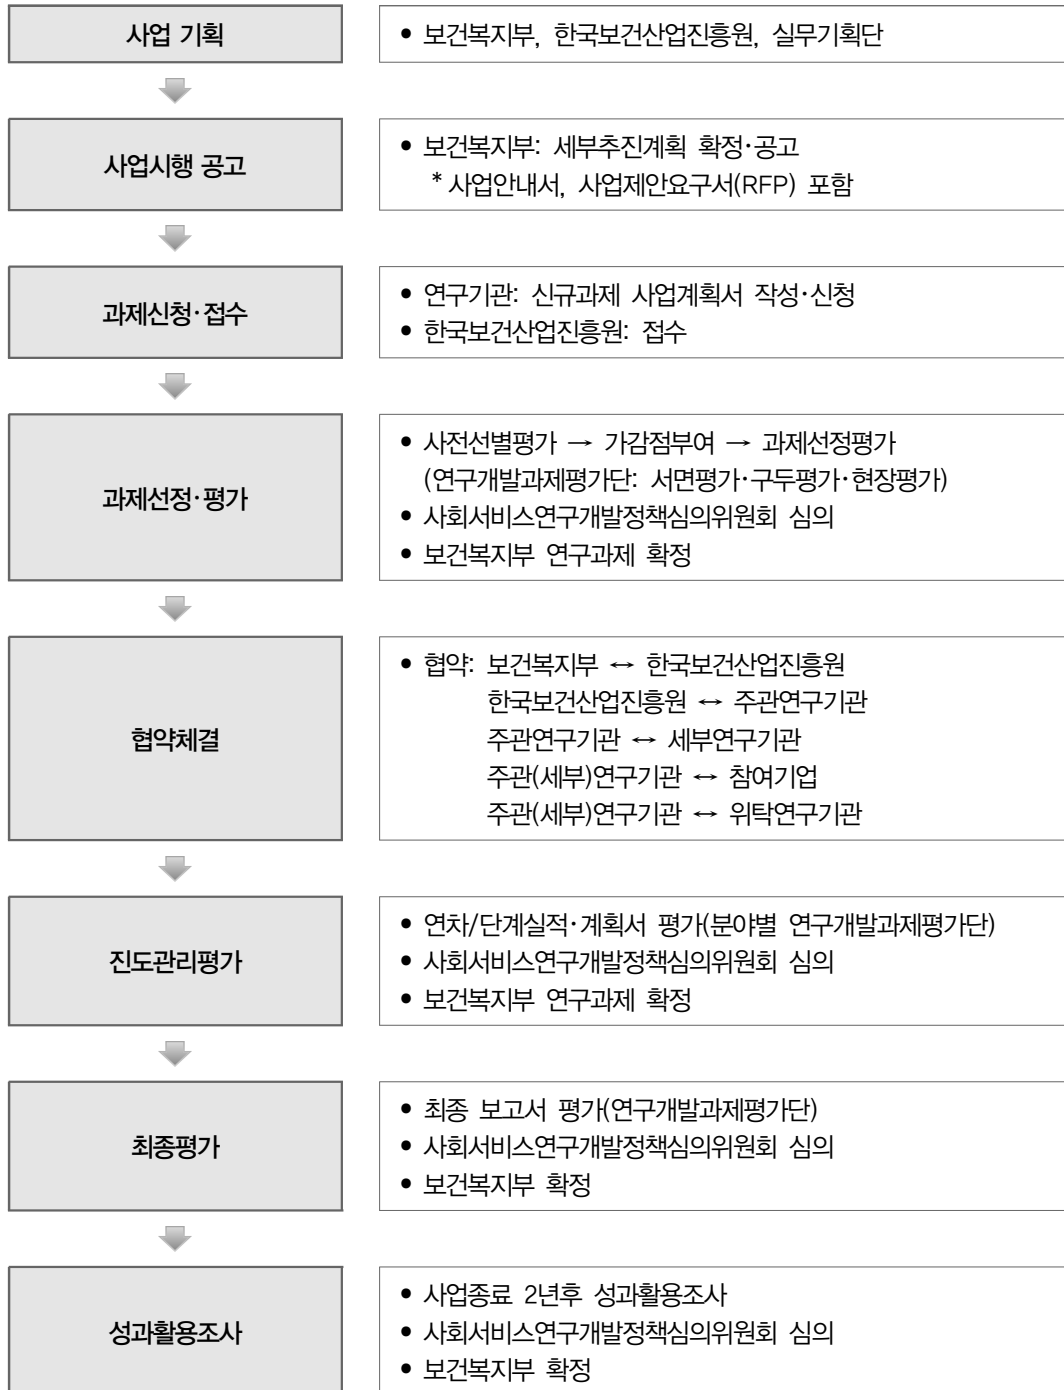 사업 기획
• 보건복지부, 한국보건산업진흥원, 실무기획단
사업시행 공고
• 보건복지부: 세부추진계획 확정·공고
* 사업안내서, 사업제안요구서(RFP) 포함
과제신청·접수
• 연구기관: 신규과제 사업계획서 작성·신청
• 한국보건산업진흥원: 접수
과제선정·평가
• 사전선별평가 → 가감점부여 → 과제선정평가
(연구개발과제평가단: 서면평가·구두평가·현장평가)
• 사회서비스연구개발정책심의위원회 심의
• 보건복지부 연구과제 확정
협약체결
• 협약: 보건복지부 ↔ 한국보건산업진흥원
한국보건산업진흥원 ↔ 주관연구기관
주관연구기관 ↔ 세부연구기관
주관(세부)연구기관 ↔ 참여기업
주관(세부)연구기관 ↔ 위탁연구기관
진도관리평가
• 연차/단계실적·계획서 평가(분야별 연구개발과제평가단)
• 사회서비스연구개발정책심의위원회 심의
• 보건복지부 연구과제 확정
최종평가
• 최종 보고서 평가(연구개발과제평가단)
• 사회서비스연구개발정책심의위원회 심의
• 보건복지부 확정
성과활용조사
• 사업종료 2년후 성과활용조사
• 사회서비스연구개발정책심의위원회 심의
• 보건복지부 확정